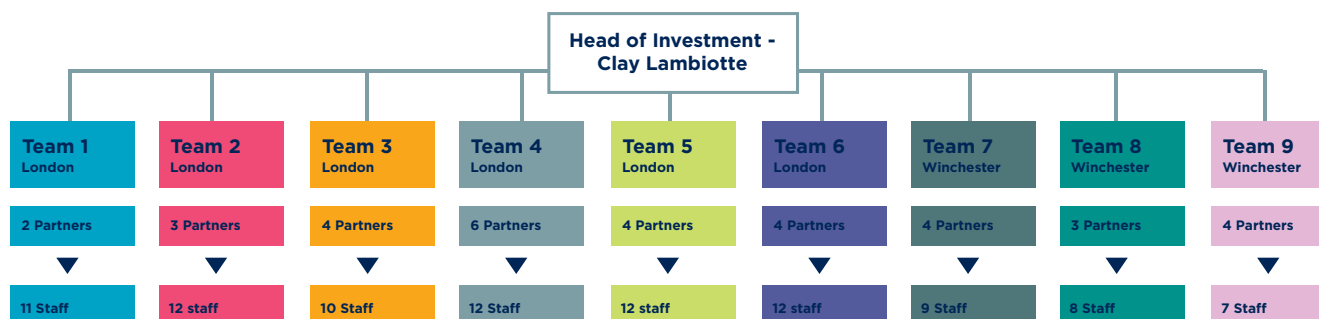 Head of Investment -
Clay Lambiotte
Team 1
London
Team 2
London
Team 3
London
Team 4
London
Team 5
London
Team 6
London
Team 7
Winchester
Team 8
Winchester
Team 9
Winchester
2 Partners
3 Partners
4 Partners
6 Partners
4 Partners
4 Partners
4 Partners
3 Partners
4 Partners
11 Staff
12 staff
10 Staff
12 Staff
12 staff
12 staff
9 Staff
8 Staff
7 Staff